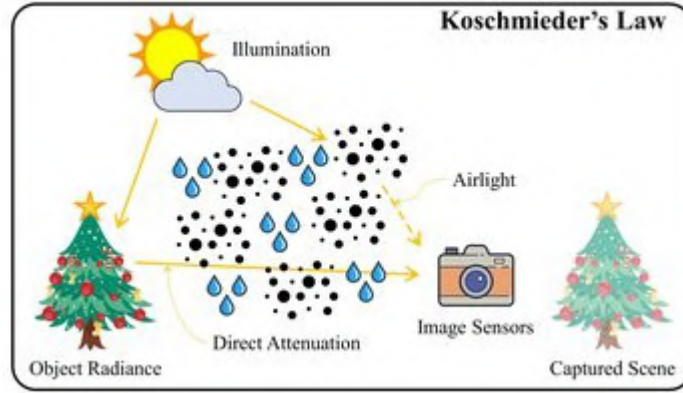 Koschmieder's Law
Illumination
Airlight
Image Sensors
Direct Attenuation
Object Radiance
Captured Scene